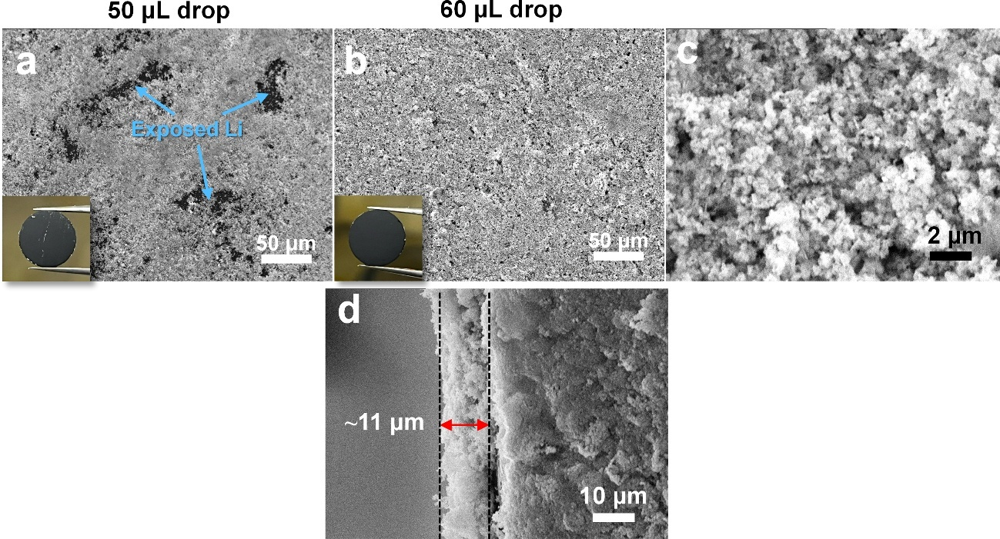 50 µL drop
60 µL drop
a
b
c
Exposed Li
50 µm
50 µm
2 µm
d
~11 µm
10 µm